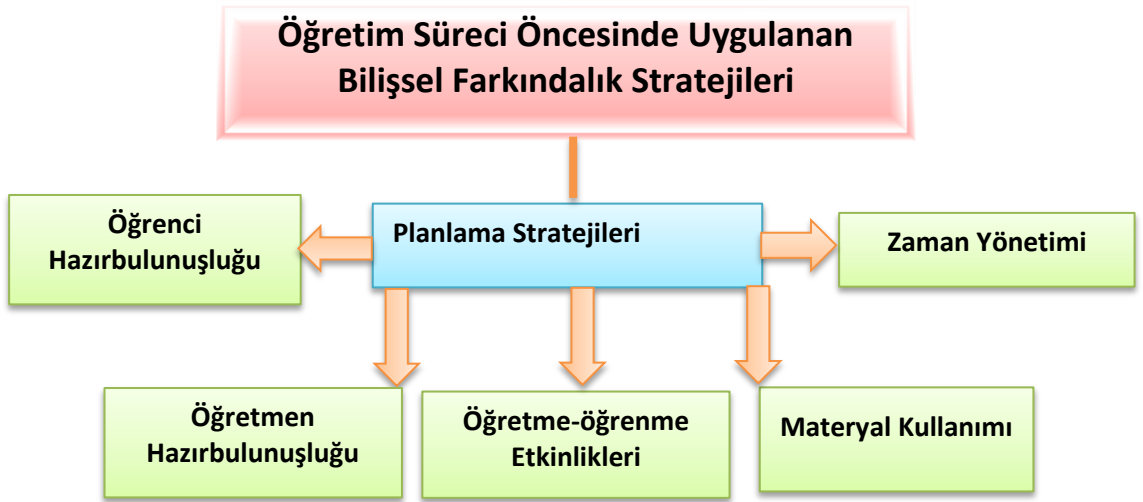 Öğretim Süreci Öncesinde Uygulanan
Bilişsel Farkındalık Stratejileri
Öğrenci
Hazırbulunuşluğu
Planlama Stratejileri
Zaman Yönetimi
Öğretmen
Hazırbulunuşluğu
Öğretme-öğrenme
Etkinlikleri
Materyal Kullanımı